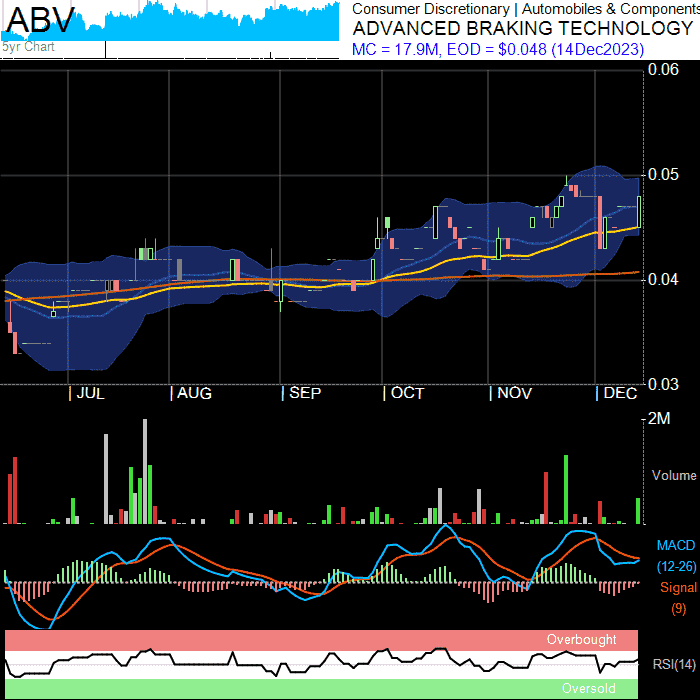 ABV
5yr Chart
Consumer Discretionary | Automobiles & Components
ADVANCED BRAKING TECHNOLOGY
MC = 17.9M, EOD = $0.048 (14Dec2023)
0.06
0.05
0.04
0.03
JUL AUG SEP OCT NOV DEC
2M
Volume
MACD
(12-26)
Signal
(9)
Overbought
RSI(14)
Oversold